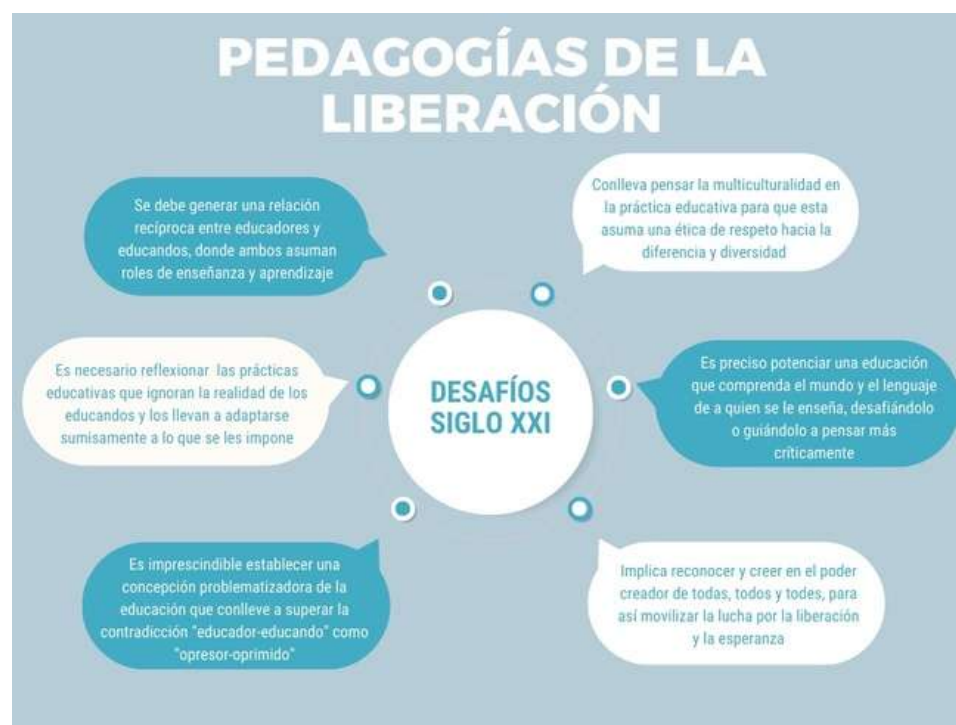 PEDAGOGÍAS DE LA
LIBERACIÓN
Se debe generar una relación
recíproca entre educadores y
educandos, donde ambos asuman
roles de enseñanza y aprendizaje
Conlleva pensar la multiculturalidad en
la práctica educativa para que esta
asuma una ética de respeto hacia la
diferencia y diversidad
Es necesario reflexionar las prácticas
educativas que ignoran la realidad de los
educandos y los llevan a adaptarse
sumisamente a lo que se les impone
DESAFÍOS
SIGLO XXI
Es preciso potenciar una educación
que comprenda el mundo y el lenguaje
de a quien se le enseña, desafiándolo
o guiándolo a pensar más
críticamente
Es imprescindible establecer una
concepción problematizadora de la
educación que conlleve a superar la
contradicción "educador-educando" como
"opresor-oprimido"
Implica reconocer y creer en el poder
creador de todas, todos y todes, para
así movilizar la lucha por la liberación
y la esperanza